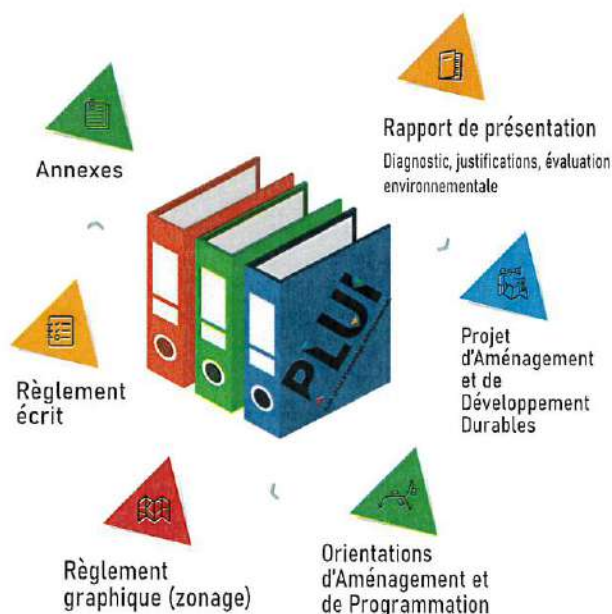 Rapport de présentation
Diagnostic, justifications, évaluation
environnementale
Projet
d'Aménagement
et de
Développement
Durables
Orientations
d'Aménagement et
de Programmation
Règlement
graphique (zonage)
Règlement
écrit
Annexes
PLUi